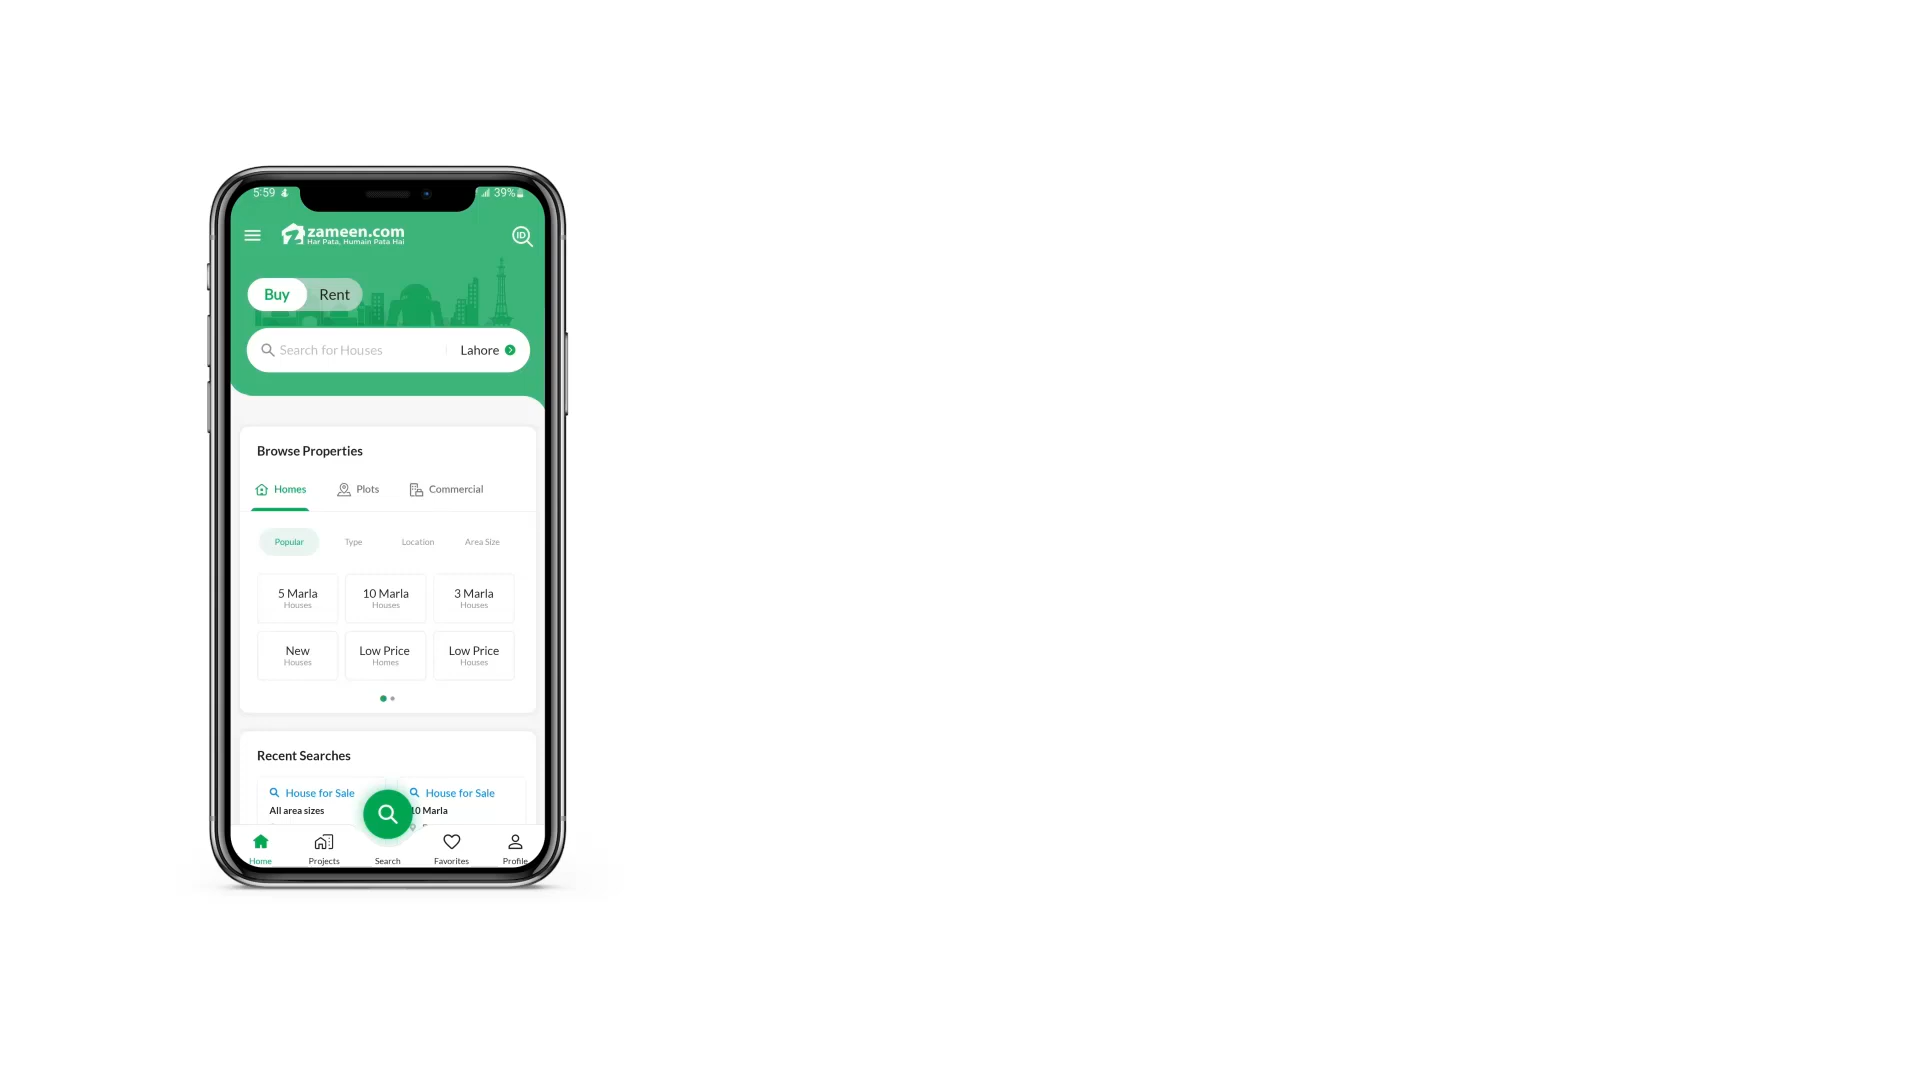 5:59
39%
zameen.com
Har Pata, Humain Pata Hai
ID
Buy Rent
Search for Houses Lahore
Browse Properties
Homes Plots Commercial
Popular Type Location Area Size
5 Marla 10 Marla 3 Marla
Houses Houses Houses
New Low Price Low Price
Houses Homes Houses
Recent Searches
House for Sale House for Sale
All area sizes 10 Marla
Home Projects Search Favorites Profile